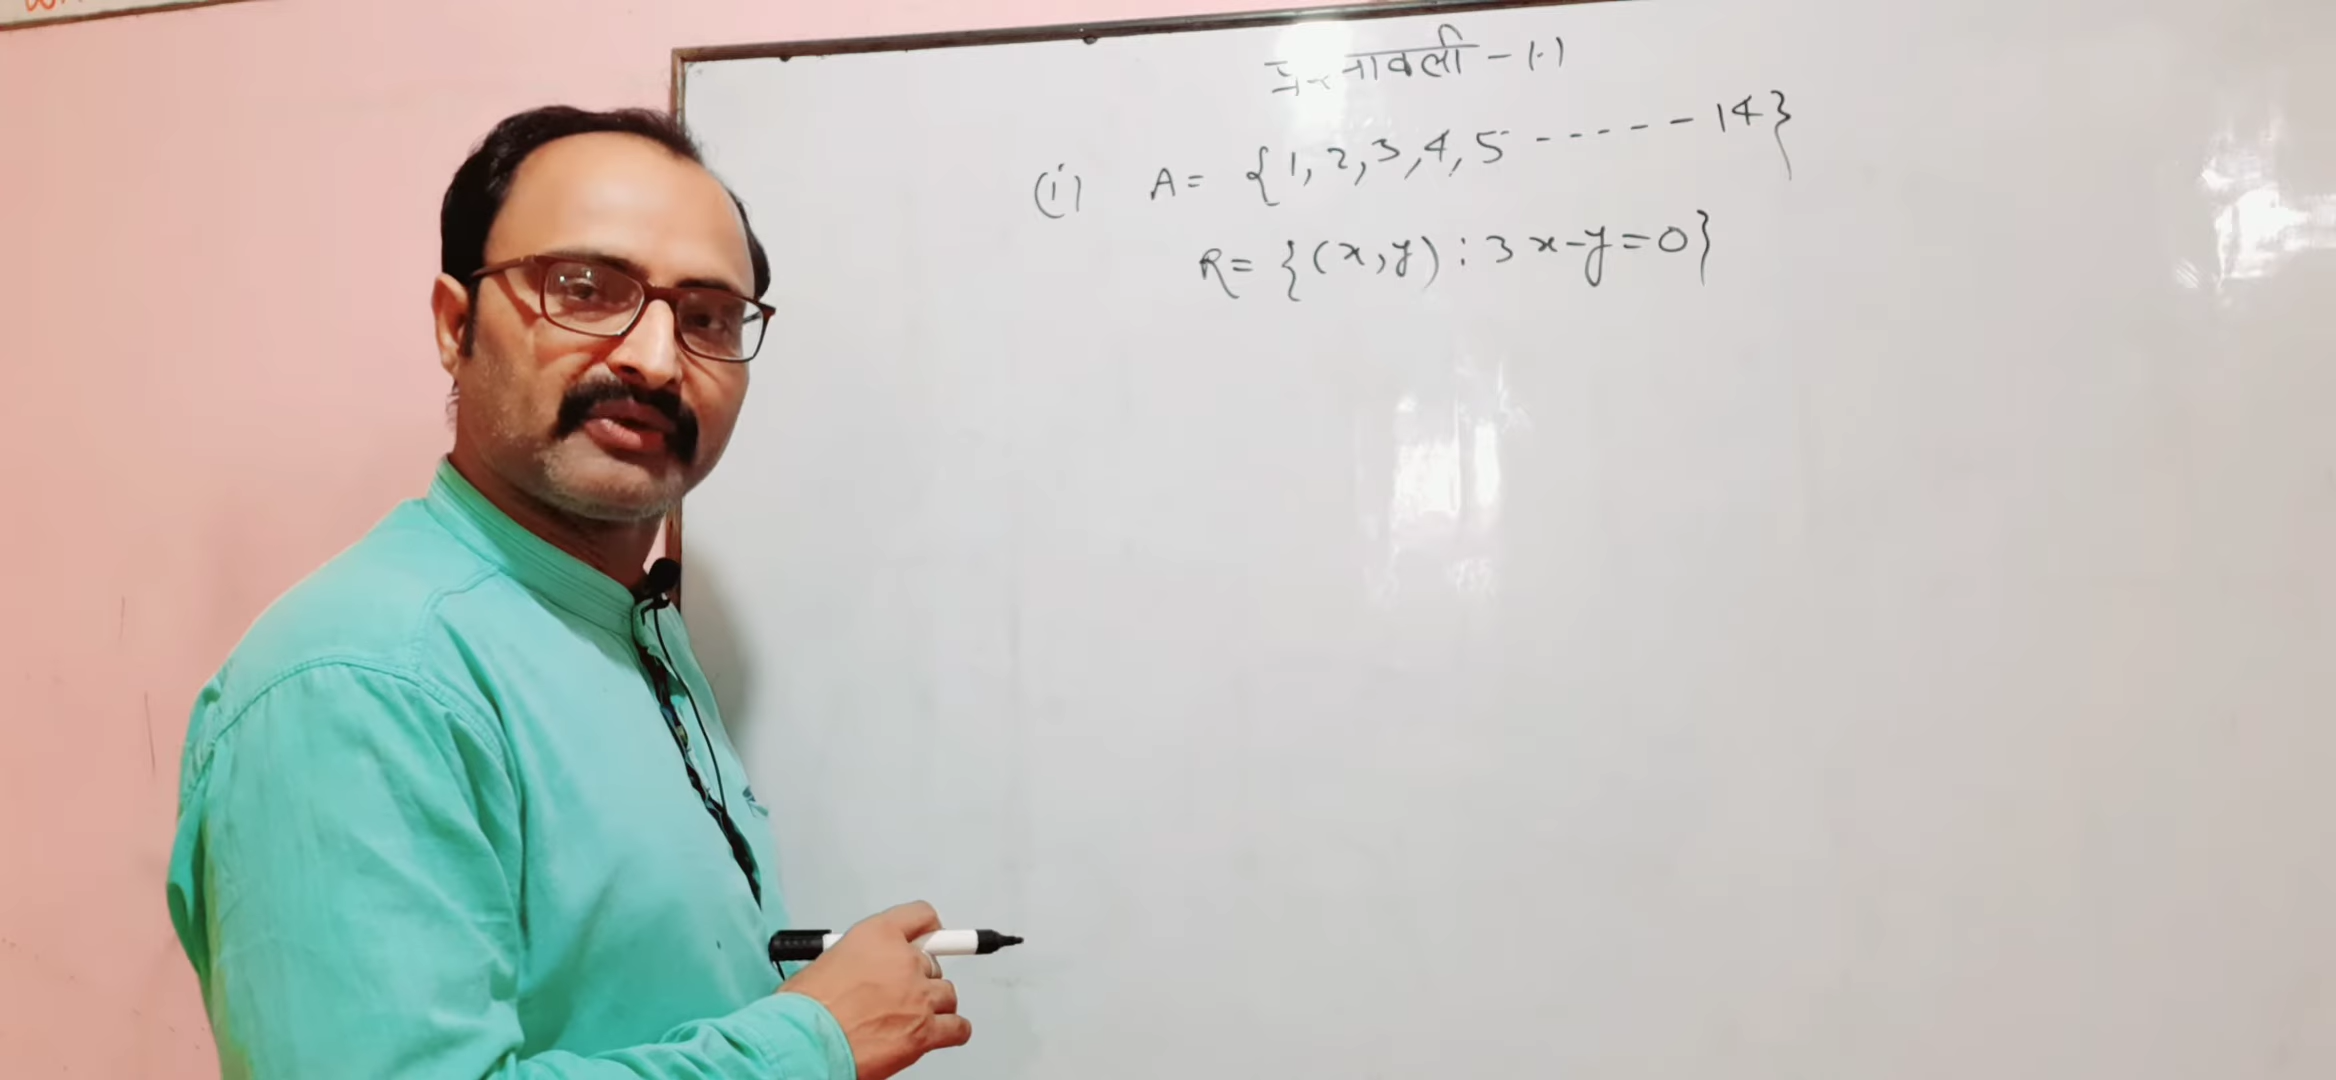 प्रश्नावली - 1.1
(i) A = {1, 2, 3, 4, 5 ------ 14}
R = {(x, y) : 3x-y=0}